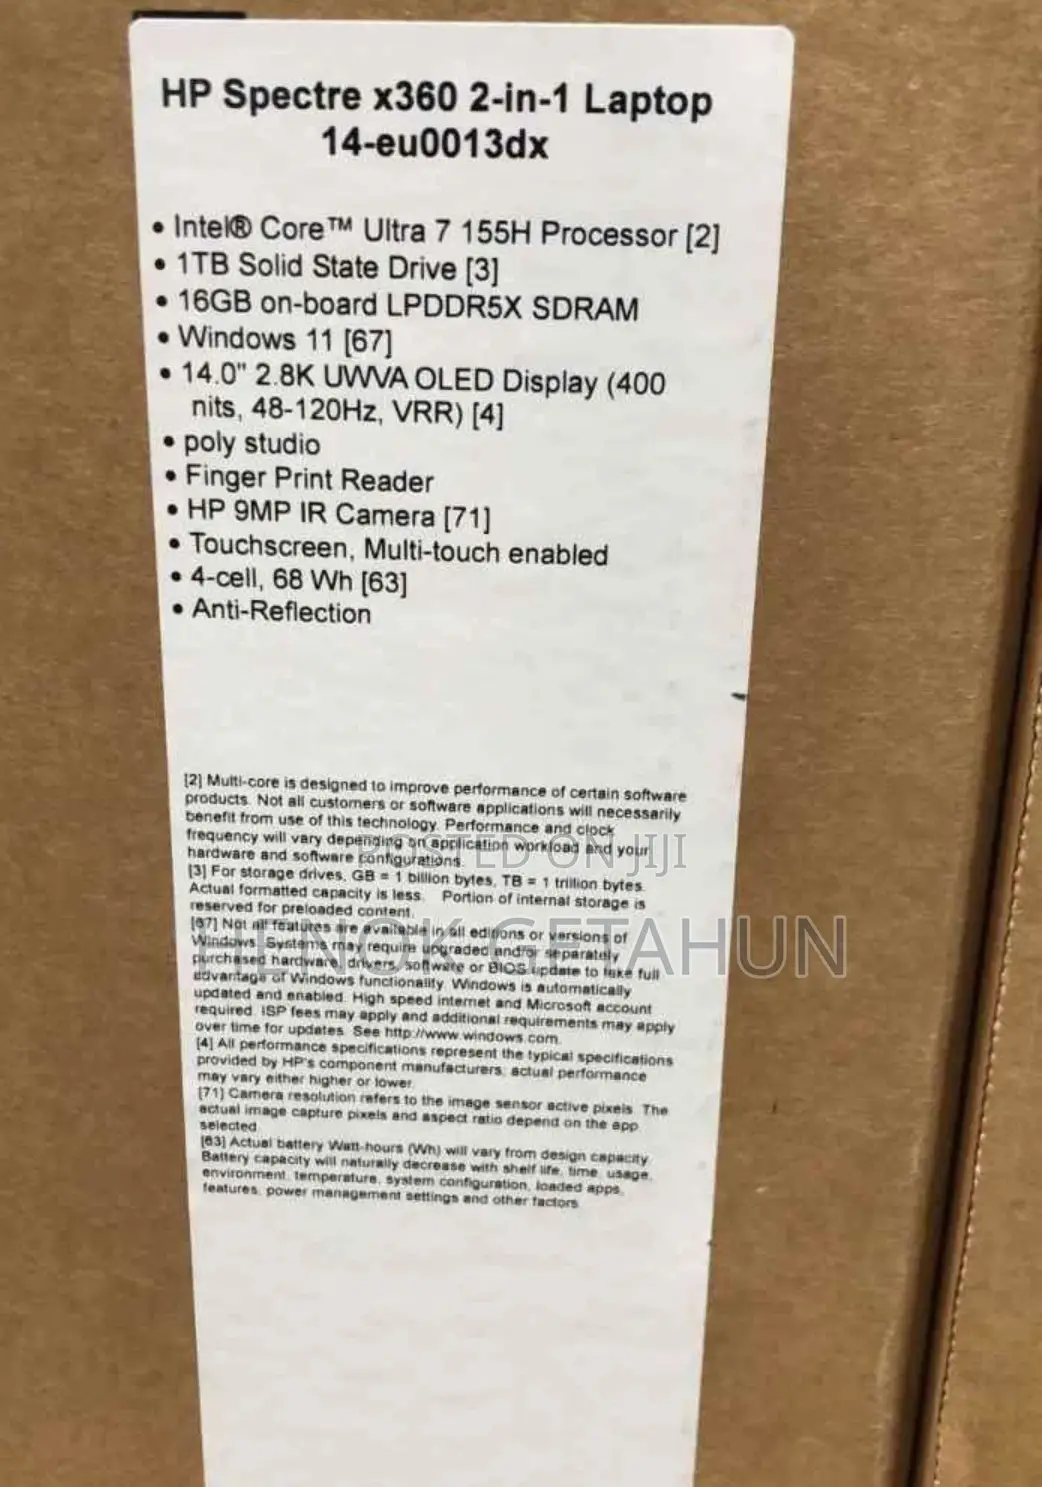 HP Spectre x360 2-in-1 Laptop
14-eu0013dx
• Intel® Core™ Ultra 7 155H Processor [2]
• 1TB Solid State Drive [3]
• 16GB on-board LPDDR5X SDRAM
• Windows 11 [67]
• 14.0" 2.8K UWVA OLED Display (400
nits, 48-120Hz, VRR) [4]
• poly studio
• Finger Print Reader
• HP 9MP IR Camera [71]
• Touchscreen, Multi-touch enabled
• 4-cell, 68 Wh [63]
• Anti-Reflection
[2] Multi-core is designed to improve performance of certain software
products. Not all customers or software applications will necessarily
benefit from use of this technology. Performance and clock
frequency will vary depending on application workload and your
hardware and software configurations.
[3] For storage drives, GB = 1 billion bytes, TB = 1 trillion bytes.
Actual formatted capacity is less. Portion of internal storage is
reserved for preloaded content.
[67] Not all features are available in all editions or versions of
Windows. Systems may require upgraded and/or separately
purchased hardware, drivers, software or BIOS update to take full
advantage of Windows functionality. Windows is automatically
updated and enabled. High speed internet and Microsoft account
required. ISP fees may apply and additional requirements may apply
over time for updates. See http://www.windows.com.
[4] All performance specifications represent the typical specifications
provided by HP's component manufacturers; actual performance
may vary either higher or lower.
[71] Camera resolution refers to the image sensor active pixels. The
actual image capture pixels and aspect ratio depend on the app
selected.
[63] Actual battery Watt-hours (Wh) will vary from design capacity.
Battery capacity will naturally decrease with shelf life, time, usage,
environment, temperature, system configuration, loaded apps,
features, power management settings and other factors.
POSTED ON JIJI
GETAHUN